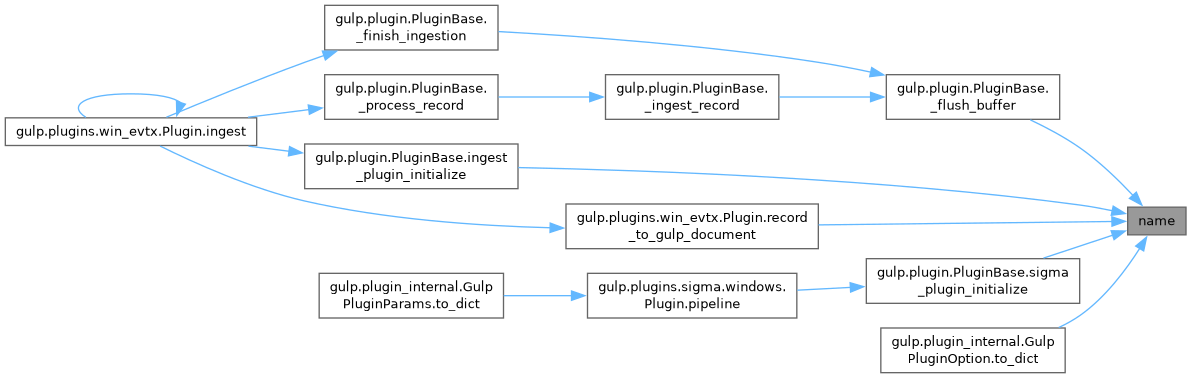 gulp.plugin.PluginBase.
_finish_ingestion
gulp.plugin.PluginBase.
_process_record
gulp.plugin.PluginBase.
_ingest_record
gulp.plugin.PluginBase.
_flush_buffer
gulp.plugins.win_evtx.Plugin.ingest
gulp.plugin.PluginBase.ingest
_plugin_initialize
gulp.plugins.win_evtx.Plugin.record
_to_gulp_document
name
gulp.plugin_internal.Gulp
PluginParams.to_dict
gulp.plugins.sigma.windows.
Plugin.pipeline
gulp.plugin.PluginBase.sigma
_plugin_initialize
gulp.plugin_internal.Gulp
PluginOption.to_dict